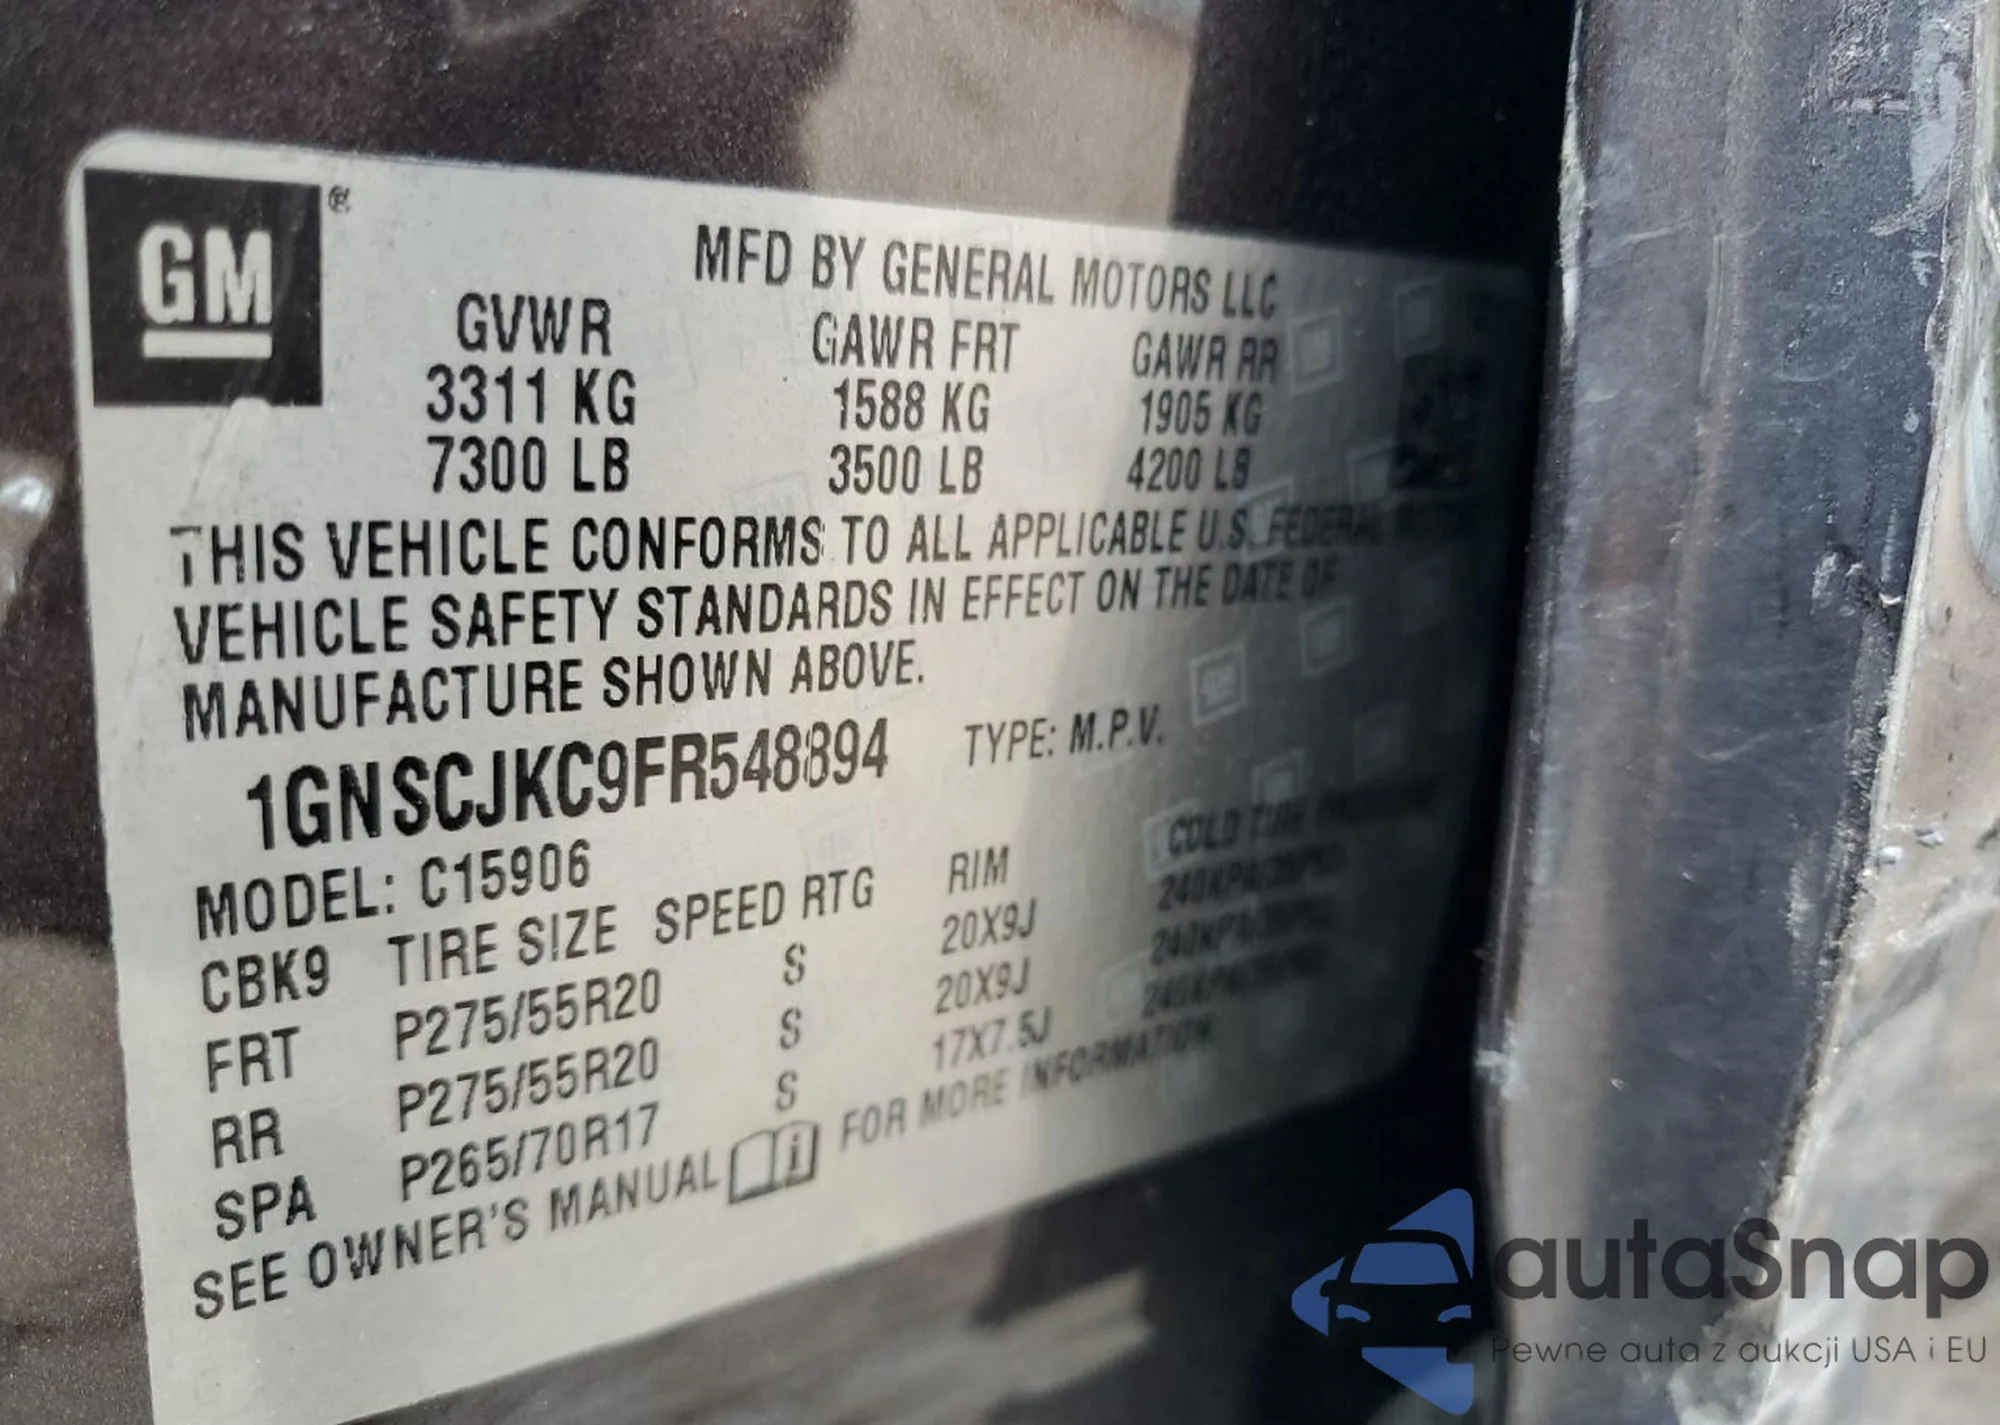 GM®
MFD BY GENERAL MOTORS LLC
GVWR GAWR FRT GAWR RR
3311 KG 1588 KG 1905 KG
7300 LB 3500 LB 4200 LB
THIS VEHICLE CONFORMS TO ALL APPLICABLE U.S. FEDERAL
VEHICLE SAFETY STANDARDS IN EFFECT ON THE DATE OF
MANUFACTURE SHOWN ABOVE.
1GNSCJKC9FR548894 TYPE: M.P.V.
MODEL: C15906
CBK9 TIRE SIZE SPEED RTG RIM COLD TIRE
FRT P275/55R20 S 20X9J
RR P275/55R20 S 20X9J
SPA P265/70R17 S 17X7.5J
SEE OWNER'S MANUAL FOR MORE INFORMATION
autaSnap
Pewne auta z aukcji USA i EU